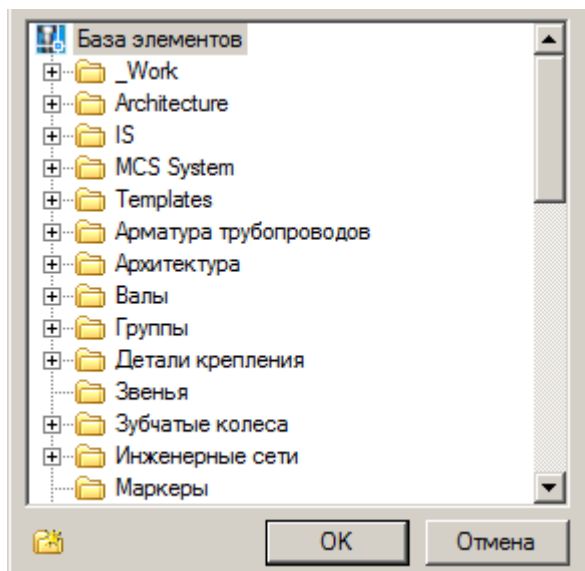 База элементов
_Work
Architecture
IS
MCS System
Templates
Арматура трубопроводов
Архитектура
Валы
Группы
Детали крепления
Звенья
Зубчатые колеса
Инженерные сети
Маркеры
OK Отмена